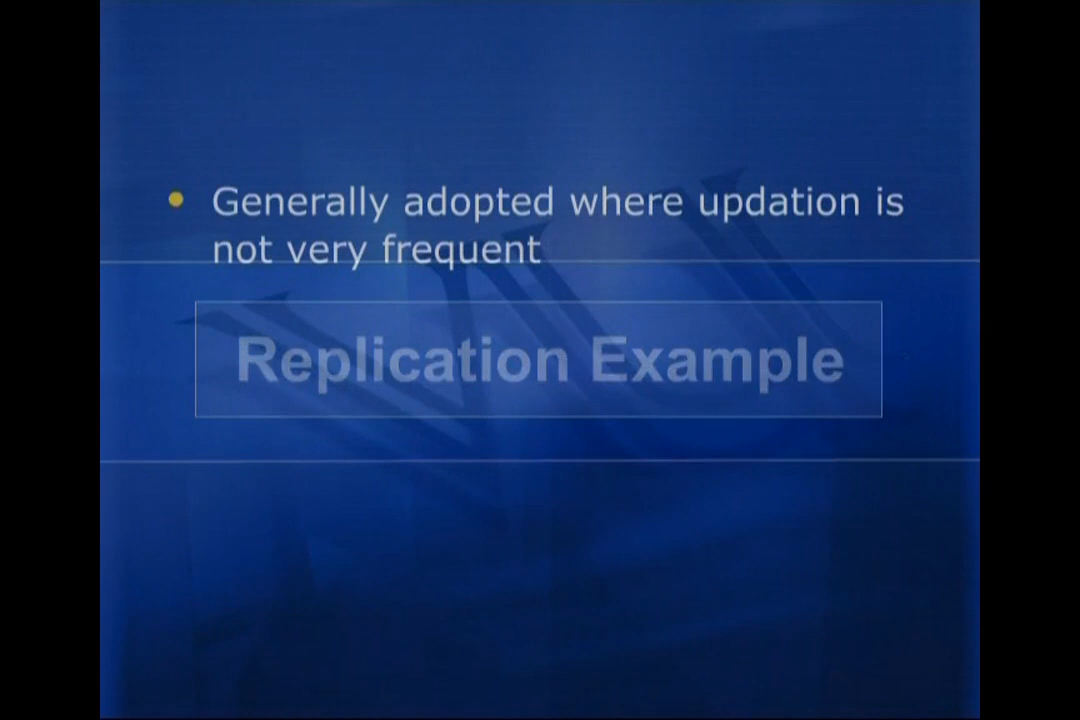 • Generally adopted where updation is
not very frequent
Replication Example